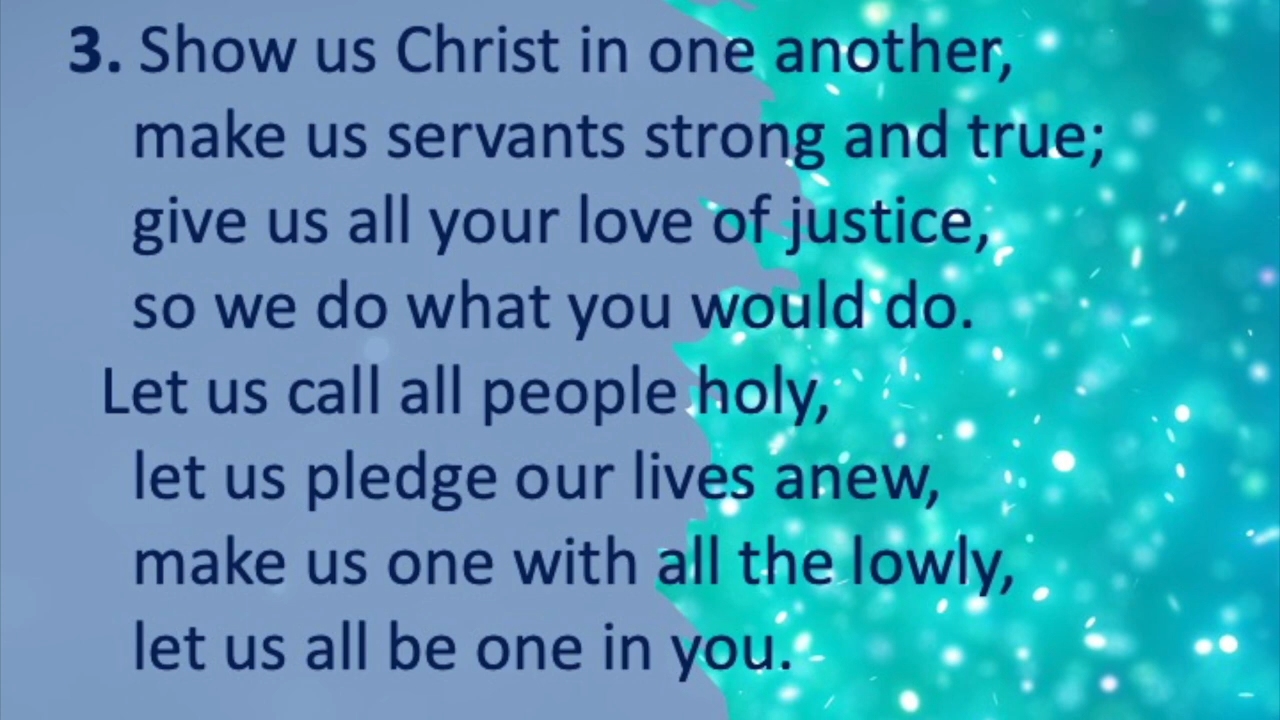 3. Show us Christ in one another,
make us servants strong and true;
give us all your love of justice,
so we do what you would do.
Let us call all people holy,
let us pledge our lives anew,
make us one with all the lowly,
let us all be one in you.